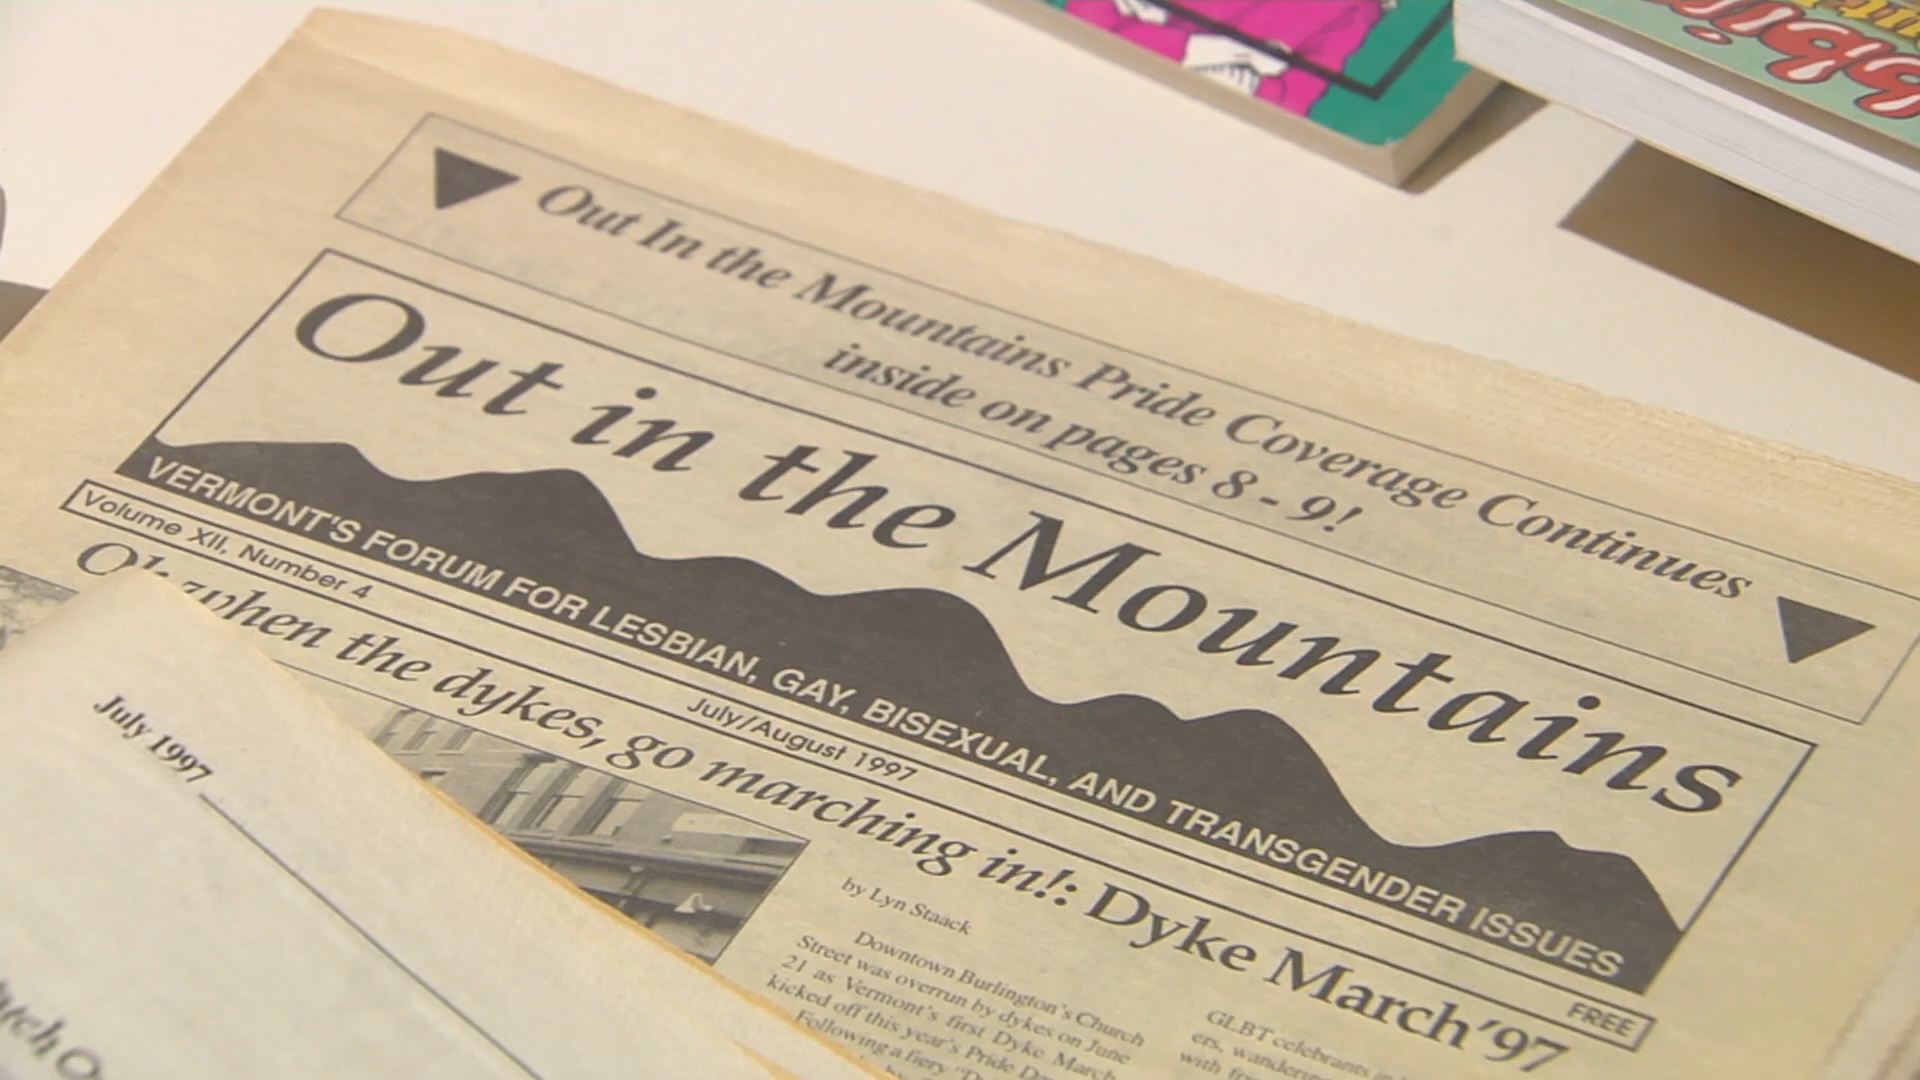 Out In the Mountains Pride Coverage Continues
inside on pages 8 - 9!
Out in the Mountains
VERMONT'S FORUM FOR LESBIAN, GAY, BISEXUAL, AND TRANSGENDER ISSUES
Volume XII, Number 4
July/August 1997
FREE
Oh when the dykes, go marching in!: Dyke March'97
by Lyn Staack
Downtown Burlington's Church
Street was overrun by dykes on June
21 as Vermont's first Dyke March
kicked off this year's Pride
Following a fiery
GLBT celebrants
ers,
with
July 1997